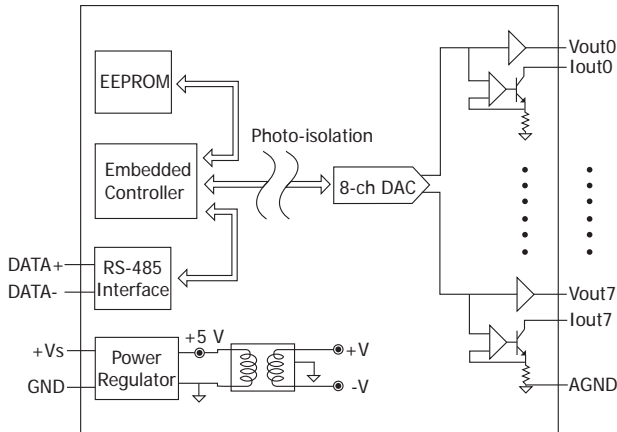 EEPROM
Embedded
Controller
RS-485
Interface
DATA+
DATA-
Photo-isolation
8-ch DAC
Vout0
Iout0
Vout7
Iout7
AGND
+Vs
GND
Power
Regulator
+5 V
+V
-V